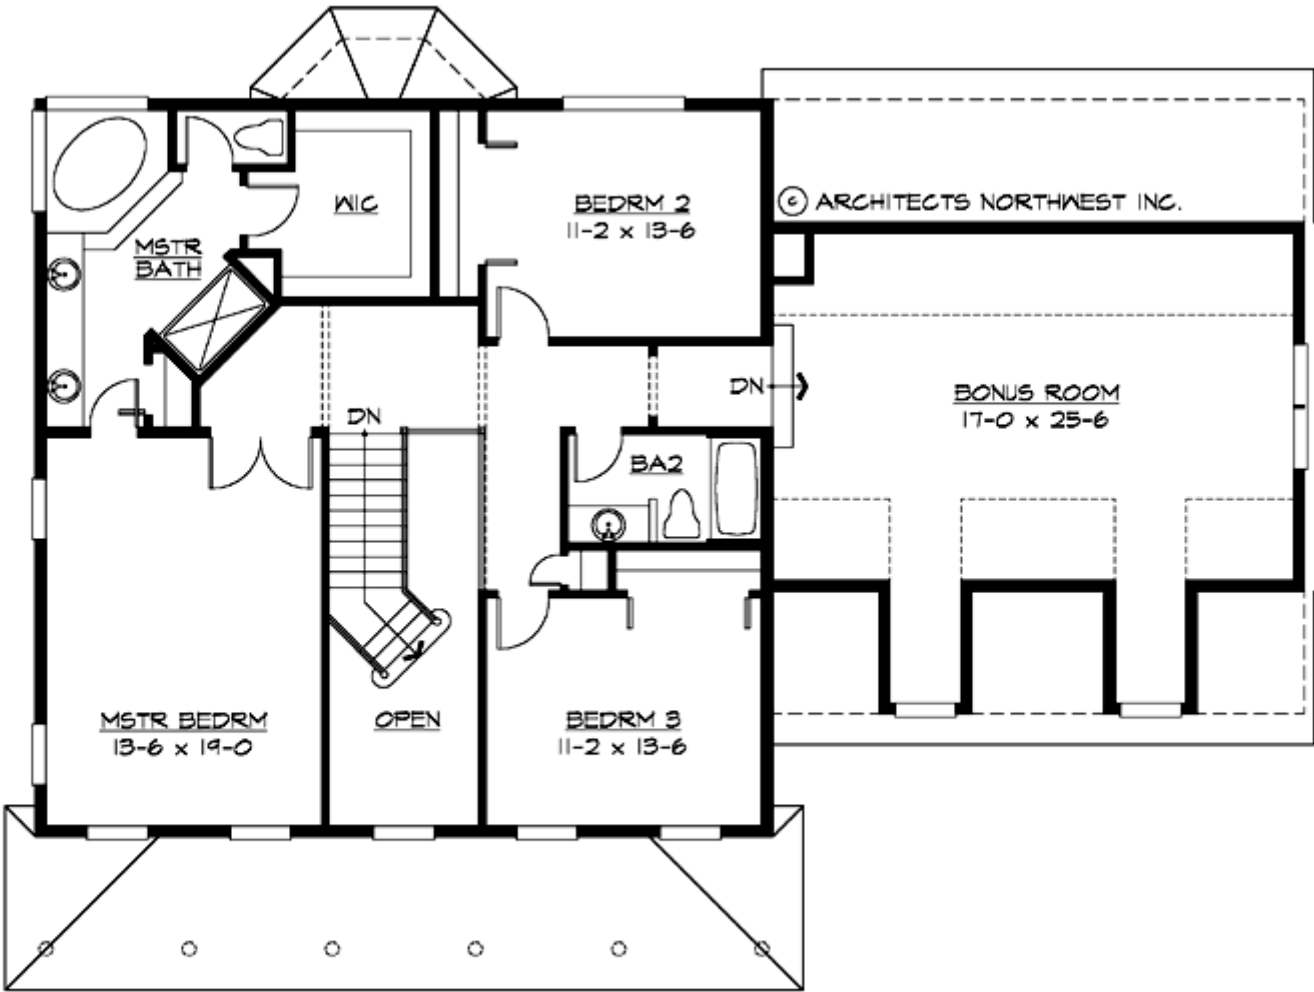 WIC
BEDRM 2
11-2 x 13-6
© ARCHITECTS NORTHWEST INC.
MSTR
BATH
DN
DN
BONUS ROOM
17-0 x 25-6
BA2
MSTR BEDRM
13-6 x 19-0
OPEN
BEDRM 3
11-2 x 13-6